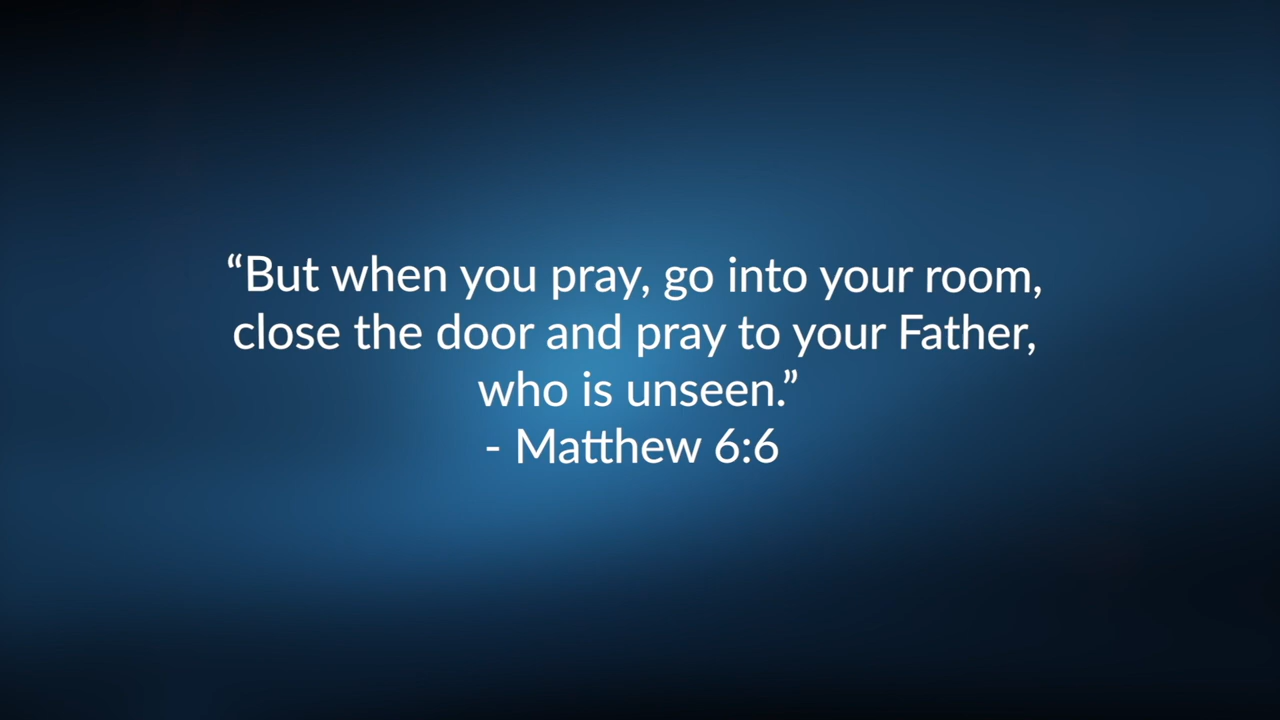 “But when you pray, go into your room,
close the door and pray to your Father,
who is unseen.”
- Matthew 6:6